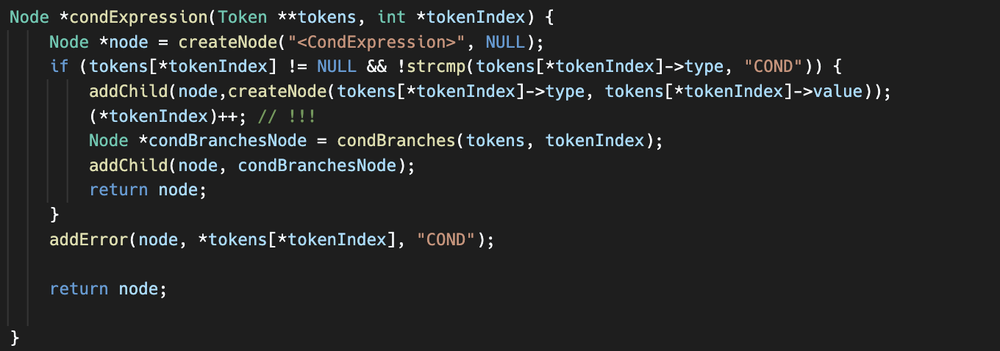 Node *condExpression(Token **tokens, int *tokenIndex) {
    Node *node = createNode("<CondExpression>", NULL);
    if (tokens[*tokenIndex] != NULL && !strcmp(tokens[*tokenIndex]->type, "COND")) {
        addChild(node,createNode(tokens[*tokenIndex]->type, tokens[*tokenIndex]->value));
        (*tokenIndex)++; // !!!
        Node *condBranchesNode = condBranches(tokens, tokenIndex);
        addChild(node, condBranchesNode);
        return node;
    }
    addError(node, *tokens[*tokenIndex], "COND");
    return node;
}